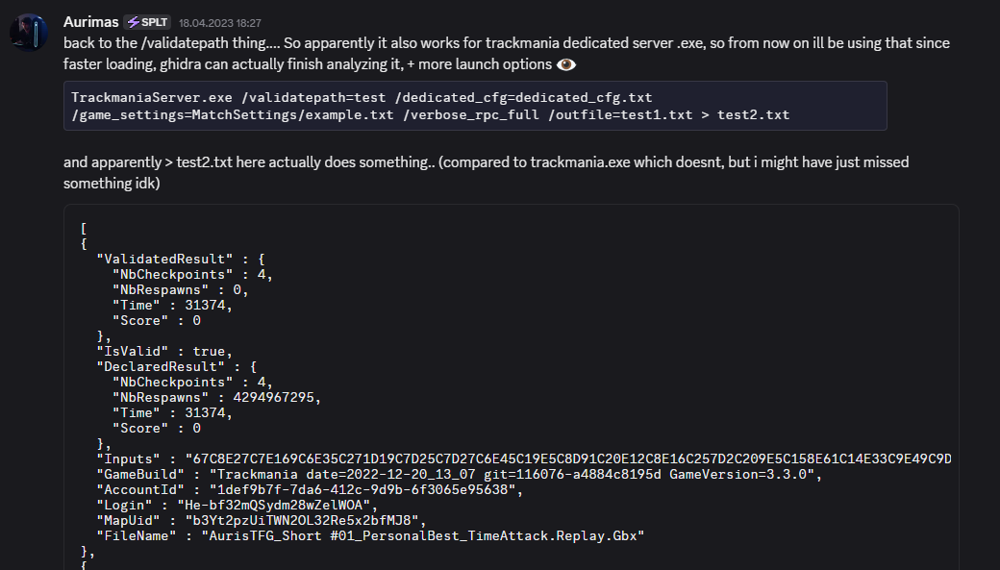 Aurimas SPLT 18.04.2023 18:27
back to the /validatepath thing.... So apparently it also works for trackmania dedicated server .exe, so from now on ill be using that since
faster loading, ghidra can actually finish analyzing it, + more launch options 👁️
TrackmaniaServer.exe /validatepath=test /dedicated_cfg=dedicated_cfg.txt
/game_settings=MatchSettings/example.txt /verbose_rpc_full /outfile=test1.txt > test2.txt
and apparently > test2.txt here actually does something.. (compared to trackmania.exe which doesnt, but i might have just missed
something idk)
[
{
"ValidatedResult" : {
"NbCheckpoints" : 4,
"NbRespawns" : 0,
"Time" : 31374,
"Score" : 0
},
"IsValid" : true,
"DeclaredResult" : {
"NbCheckpoints" : 4,
"NbRespawns" : 4294967295,
"Time" : 31374,
"Score" : 0
},
"Inputs" : "67C8E27C7E169C6E35C271D19C7D25C7D27C6E45C19E5C8D91C20E12C8E16C257D2C209E5C158E61C14E33C9E49C9D
"GameBuild" : "Trackmania date=2022-12-20_13_07 git=116076-a4884c8195d GameVersion=3.3.0",
"AccountId" : "1def9b7f-7da6-412c-9d9b-6f3065e95638",
"Login" : "He-bf32mQSydm28wZelWOA",
"MapUid" : "b3Yt2pzUiTWN2OL32Re5x2bfMJ8",
"FileName" : "AurisTFG_Short #01_PersonalBest_TimeAttack.Replay.Gbx"
},
{